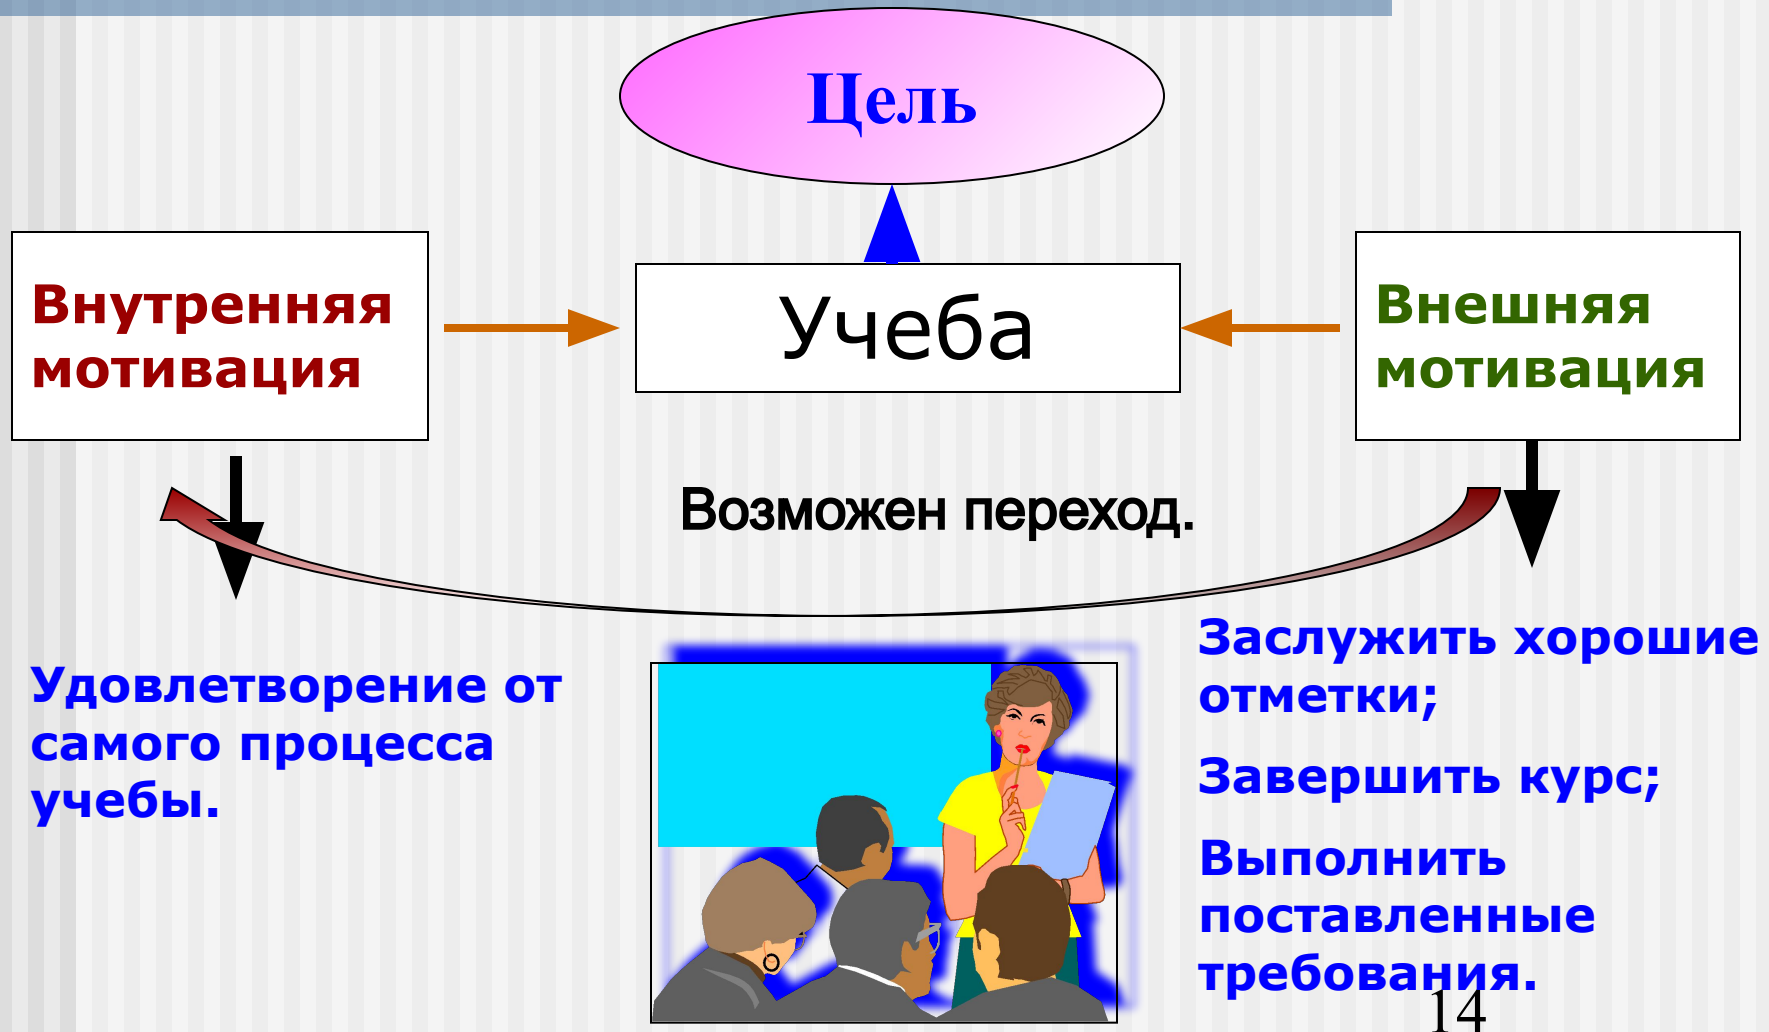 Цель
Внутренняя
мотивация
Учеба
Внешняя
мотивация
Возможен переход.
Удовлетворение от
самого процесса
учебы.
Заслужить хорошие
отметки;
Завершить курс;
Выполнить
поставленные
требования.
14